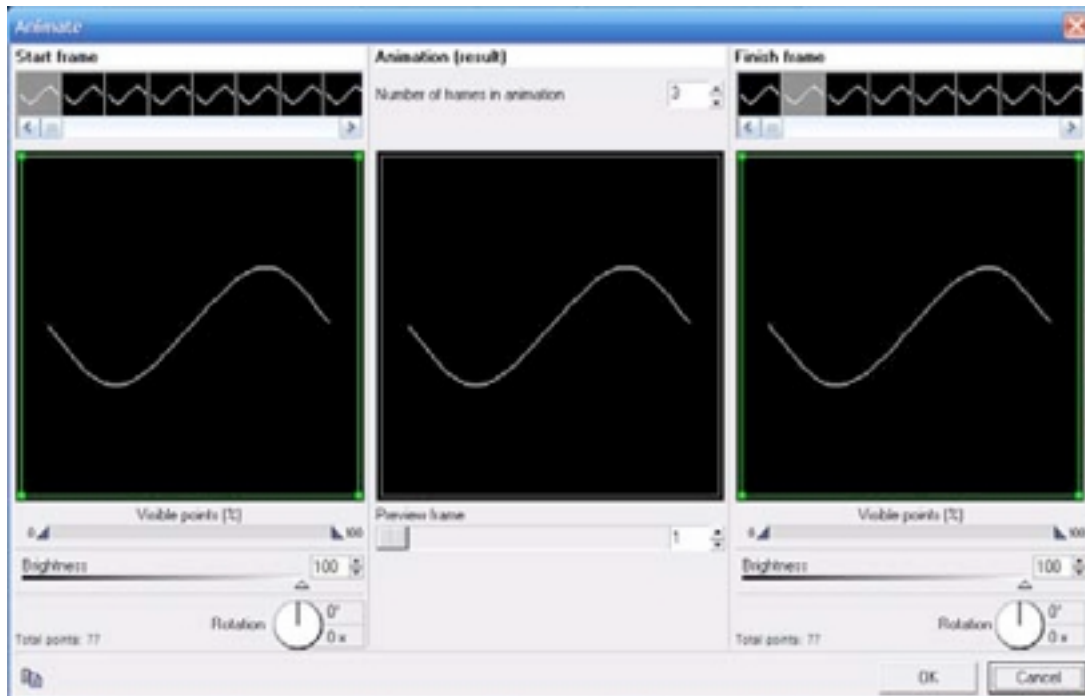 Animate
Start frame
Animation (result)
Finish frame
Number of frames in animation
3
Visible points (%)
0
100
Preview frame
1
Visible points (%)
0
100
Brightness
100
Brightness
100
Rotation
0°
0 x
Rotation
0°
0 x
Total points: 77
Total points: 77
OK
Cancel